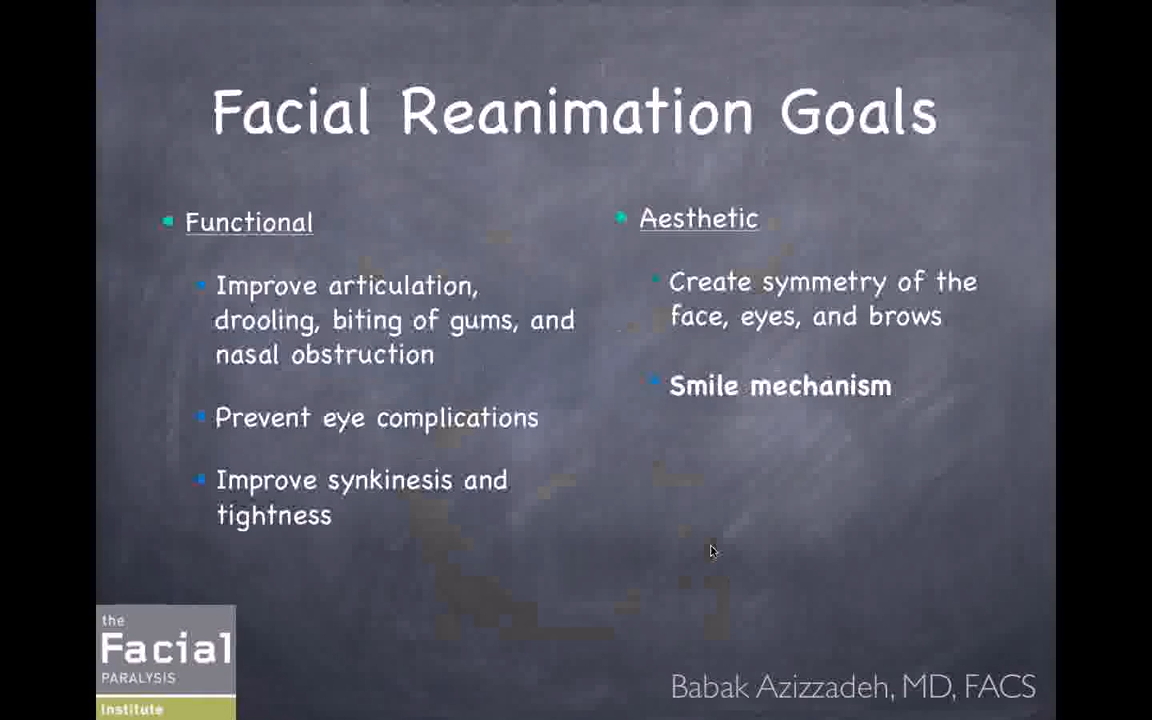 Facial Reanimation Goals
Functional
Improve articulation,
drooling, biting of gums, and
nasal obstruction
Prevent eye complications
Improve synkinesis and
tightness
Aesthetic
Create symmetry of the
face, eyes, and brows
Smile mechanism
the
Facial
PARALYSIS
Institute
Babak Azizzadeh, MD, FACS